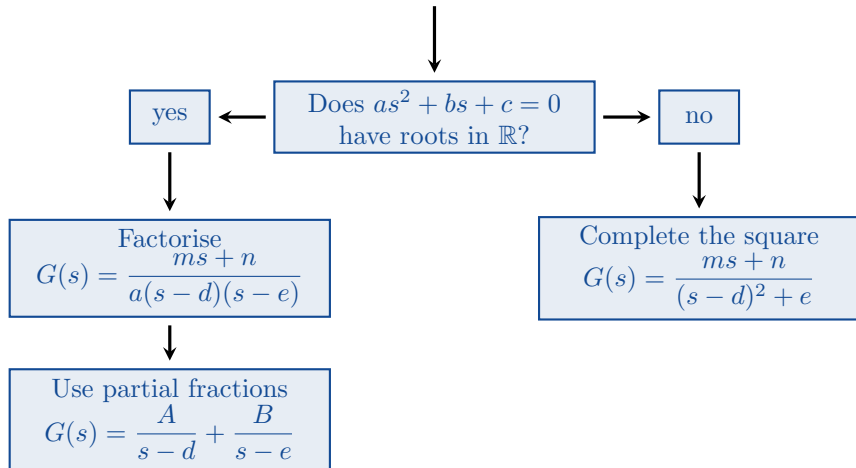 Does $as^2 + bs + c = 0$
have roots in $\mathbb{R}$?
yes
no
Factorise
$G(s) = \dfrac{ms + n}{a(s - d)(s - e)}$
Complete the square
$G(s) = \dfrac{ms + n}{(s - d)^2 + e}$
Use partial fractions
$G(s) = \dfrac{A}{s - d} + \dfrac{B}{s - e}$